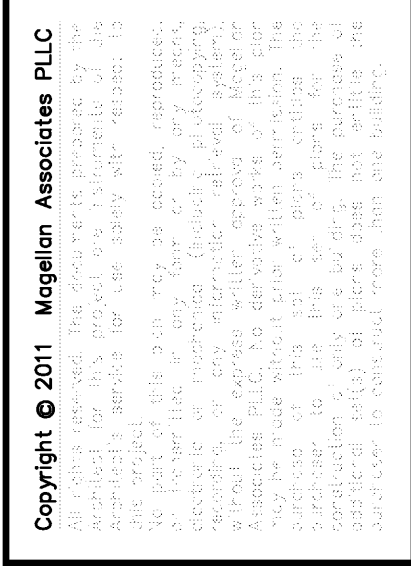 Copyright © 2011 Magellan Associates PLLC
All rights reserved. The documents prepared by the
Architect for this project are instruments of the
Architect's service for use solely with respect to
this project.
No part of this plan may be copied, reproduced,
or transmitted in any form or by any means,
electronic or mechanical (including photocopying,
recording, or any information retrieval system),
without the express written approval of Magellan
Associates PLLC. No derivative works of this plan
may be made without prior written permission. The
purchase of this set of plans entitles the
purchaser to use this set of plans for the
construction of only one building. The purchase of
additional set(s) of plans does not entitle the
purchaser to construct more than one building.